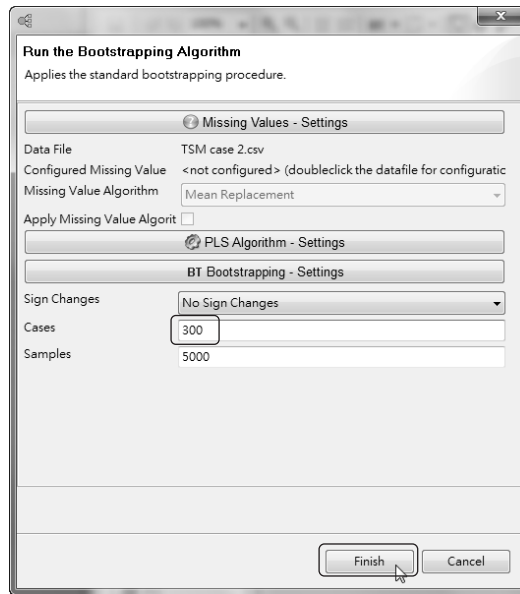 Run the Bootstrapping Algorithm
Applies the standard bootstrapping procedure.
Missing Values - Settings
Data File TSM case 2.csv
Configured Missing Value <not configured> (doubleclick the datafile for configuratic
Missing Value Algorithm Mean Replacement
Apply Missing Value Algorit
PLS Algorithm - Settings
BT Bootstrapping - Settings
Sign Changes No Sign Changes
Cases 300
Samples 5000
Finish Cancel